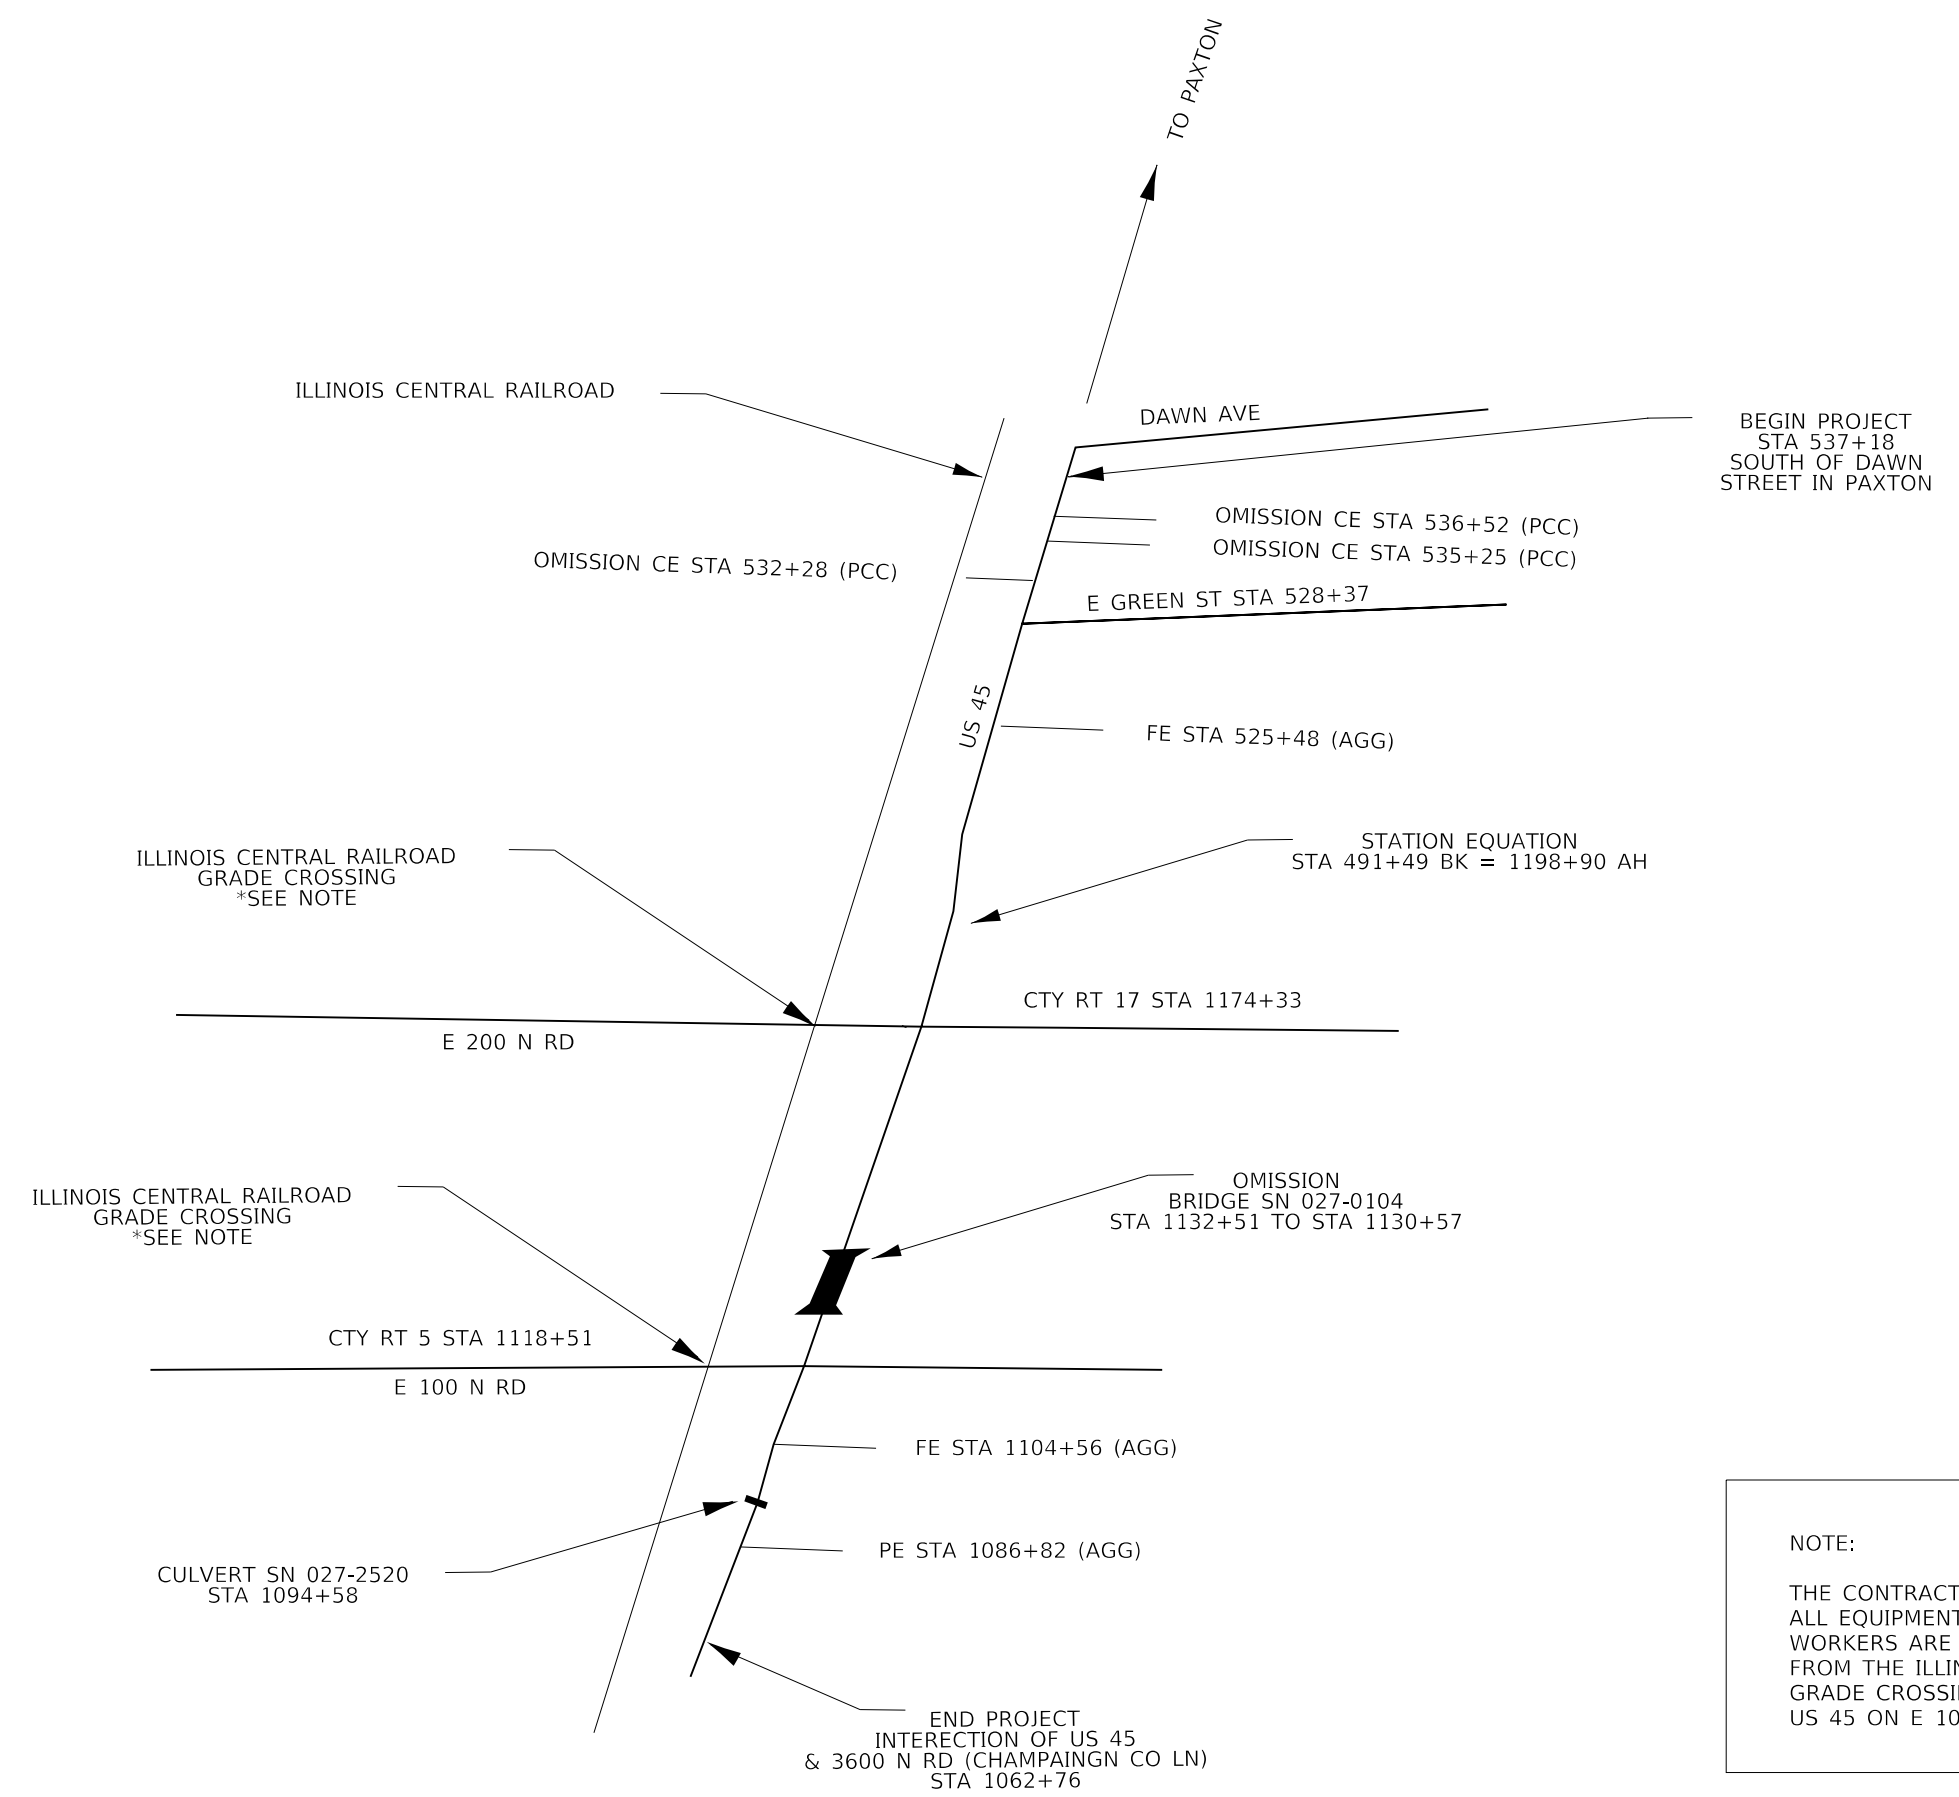 TO PAXTON
ILLINOIS CENTRAL RAILROAD
DAWN AVE
BEGIN PROJECT
STA 537+18
SOUTH OF DAWN
STREET IN PAXTON
OMISSION CE STA 536+52 (PCC)
OMISSION CE STA 535+25 (PCC)
OMISSION CE STA 532+28 (PCC)
E GREEN ST STA 528+37
US 45
FE STA 525+48 (AGG)
STATION EQUATION
STA 491+49 BK = 1198+90 AH
ILLINOIS CENTRAL RAILROAD
GRADE CROSSING
*SEE NOTE
CTY RT 17 STA 1174+33
E 200 N RD
OMISSION
BRIDGE SN 027-0104
STA 1132+51 TO STA 1130+57
ILLINOIS CENTRAL RAILROAD
GRADE CROSSING
*SEE NOTE
CTY RT 5 STA 1118+51
E 100 N RD
FE STA 1104+56 (AGG)
PE STA 1086+82 (AGG)
CULVERT SN 027-2520
STA 1094+58
END PROJECT
INTERECTION OF US 45
& 3600 N RD (CHAMPAINGN CO LN)
STA 1062+76
NOTE:
THE CONTRACT
ALL EQUIPMENT
WORKERS ARE
FROM THE
GRADE
US 45 ON E